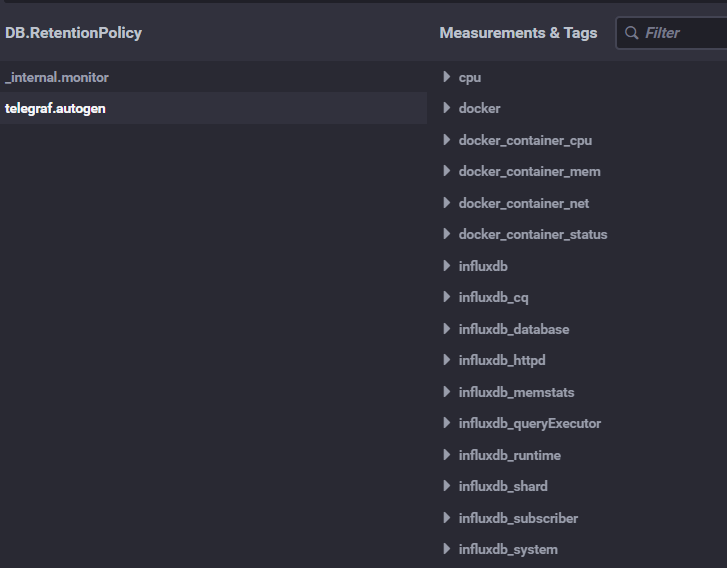 DB.RetentionPolicy
_internal.monitor
telegraf.autogen
Measurements & Tags
Filter
cpu
docker
docker_container_cpu
docker_container_mem
docker_container_net
docker_container_status
influxdb
influxdb_cq
influxdb_database
influxdb_httpd
influxdb_memstats
influxdb_queryExecutor
influxdb_runtime
influxdb_shard
influxdb_subscriber
influxdb_system